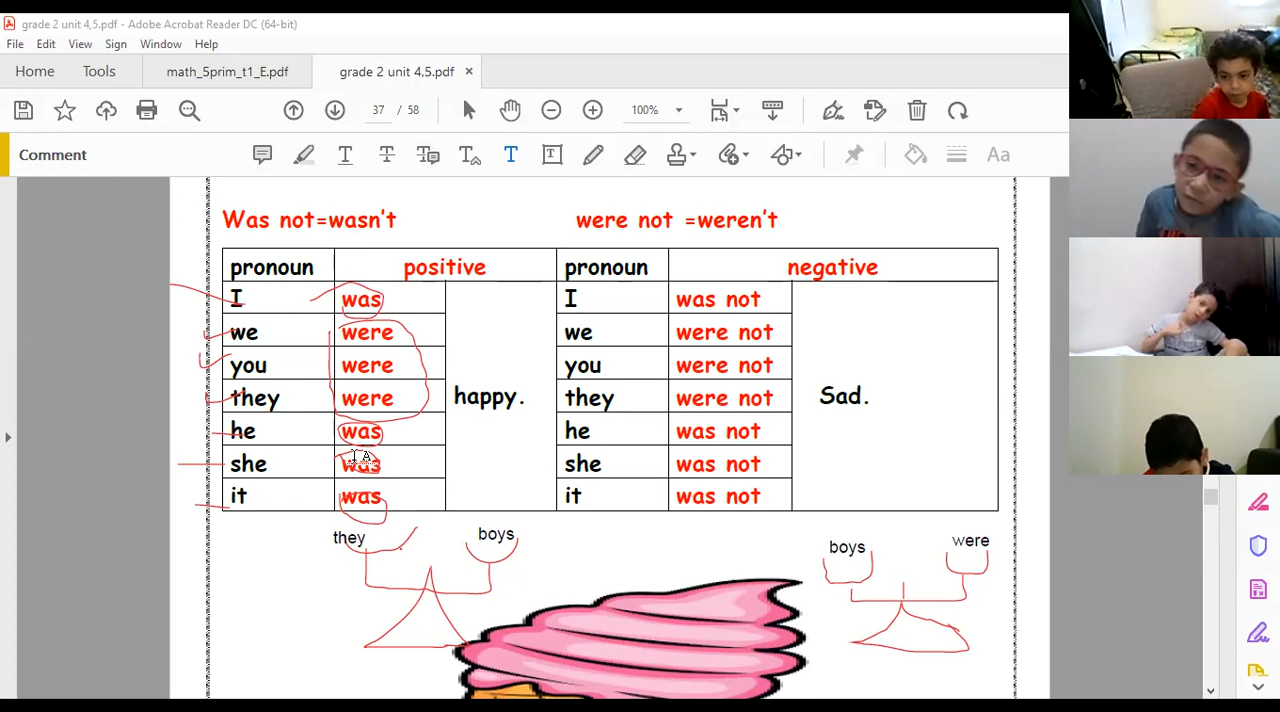 grade 2 unit 4,5.pdf - Adobe Acrobat Reader DC (64-bit)
File Edit View Sign Window Help
Home Tools math_5prim_t1_E.pdf grade 2 unit 4,5.pdf ×
37 / 58 100%
Comment
Was not=wasn't were not =weren't
pronoun positive pronoun negative
I was I was not
we were we were not
you were you were not
they were they were not
happy. Sad.
he was he was not
she was she was not
it was it was not
they boys boys were